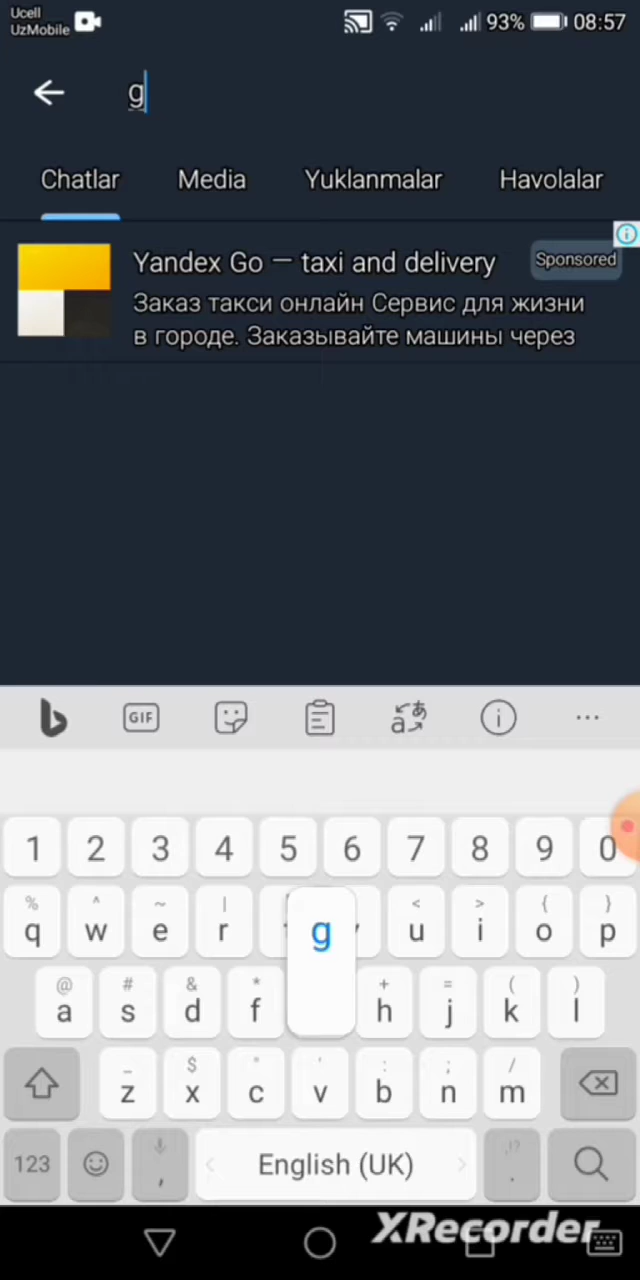 Ucell
UzMobile
93% 08:57
g
Chatlar Media Yuklanmalar Havolalar
Yandex Go — taxi and delivery
Sponsored
Заказ такси онлайн Сервис для жизни
в городе. Заказывайте машины через
GIF
1 2 3 4 5 6 7 8 9 0
% ^ ~ | < > { }
q w e r u i o p
g
@ # & * + = ( )
a s d f h j k l
_ $ " ' : ; /
z x c v b n m
123 , English (UK) ,!? .
XRecorder